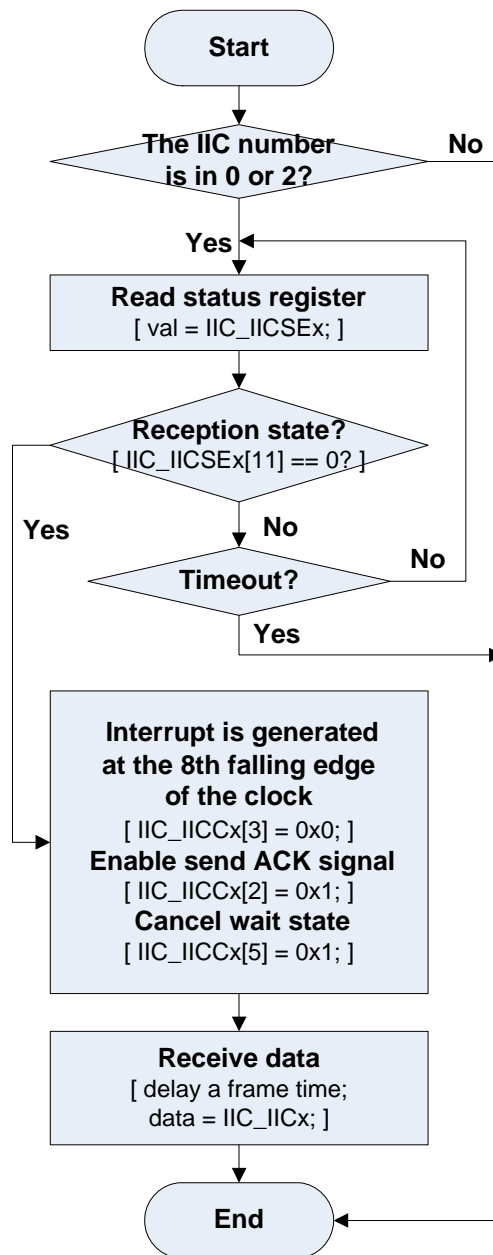 Start
The IIC number
is in 0 or 2?
No
Yes
Read status register
[ val = IIC_IICSEx; ]
Reception state?
[ IIC_IICSEx[11] == 0? ]
Yes
No
No
Timeout?
Yes
Interrupt is generated
at the 8th falling edge
of the clock
[ IIC_IICCx[3] = 0x0; ]
Enable send ACK signal
[ IIC_IICCx[2] = 0x1; ]
Cancel wait state
[ IIC_IICCx[5] = 0x1; ]
Receive data
[ delay a frame time;
data = IIC_IICx; ]
End